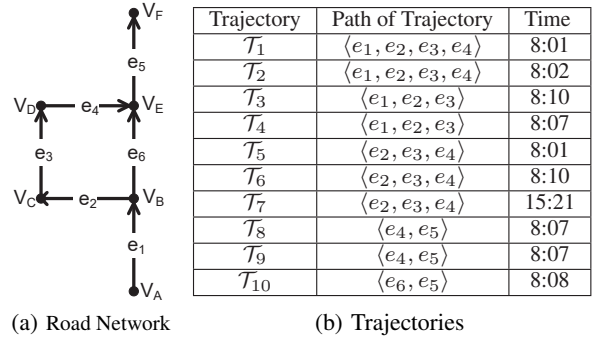 V_F
e_5
V_D
e_4
V_E
e_3
e_6
V_C
e_2
V_B
e_1
V_A
(a) Road Network
Trajectory Path of Trajectory Time
𝒯_1 ⟨e_1, e_2, e_3, e_4⟩ 8:01
𝒯_2 ⟨e_1, e_2, e_3, e_4⟩ 8:02
𝒯_3 ⟨e_1, e_2, e_3⟩ 8:10
𝒯_4 ⟨e_1, e_2, e_3⟩ 8:07
𝒯_5 ⟨e_2, e_3, e_4⟩ 8:01
𝒯_6 ⟨e_2, e_3, e_4⟩ 8:10
𝒯_7 ⟨e_2, e_3, e_4⟩ 15:21
𝒯_8 ⟨e_4, e_5⟩ 8:07
𝒯_9 ⟨e_4, e_5⟩ 8:07
𝒯_10 ⟨e_6, e_5⟩ 8:08
(b) Trajectories